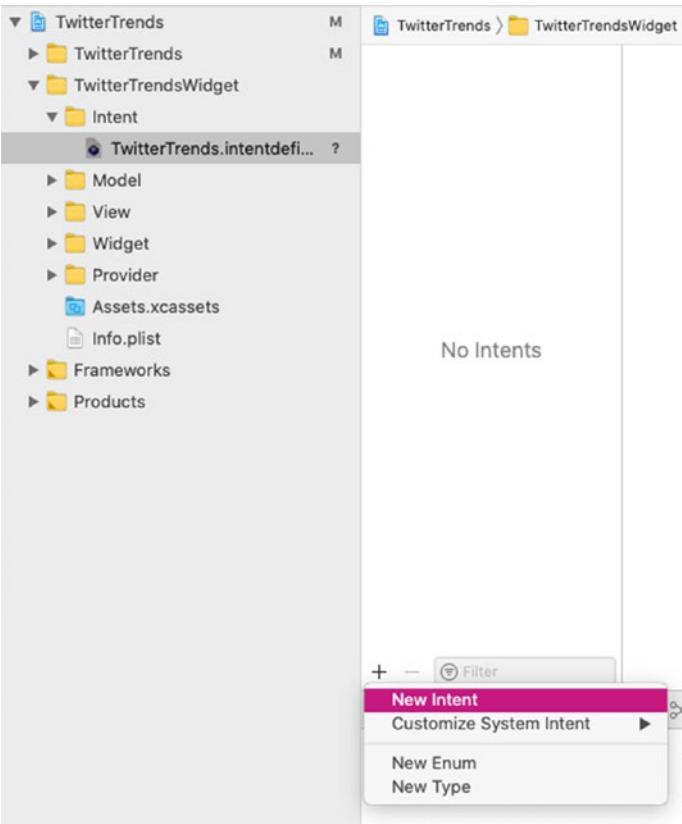 TwitterTrends M
TwitterTrends M
TwitterTrendsWidget
Intent
TwitterTrends.intentdefi... ?
Model
View
Widget
Provider
Assets.xcassets
Info.plist
Frameworks
Products
TwitterTrends 〉 TwitterTrendsWidget
No Intents
+ — Filter
New Intent
Customize System Intent
New Enum
New Type